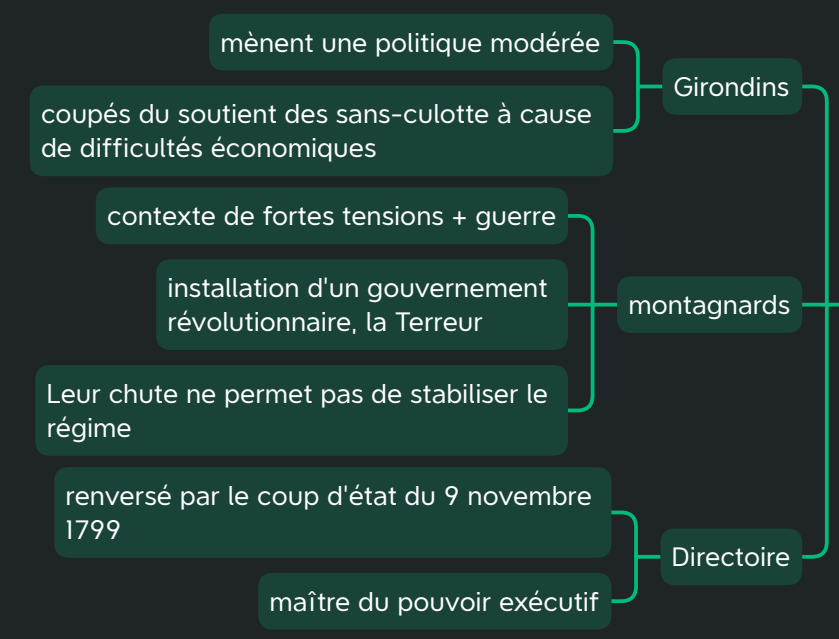 mènent une politique modérée
Girondins
coupés du soutient des sans-culotte à cause
de difficultés économiques
contexte de fortes tensions + guerre
installation d'un gouvernement
révolutionnaire, la Terreur
montagnards
Leur chute ne permet pas de stabiliser le
régime
renversé par le coup d'état du 9 novembre
1799
Directoire
maître du pouvoir exécutif